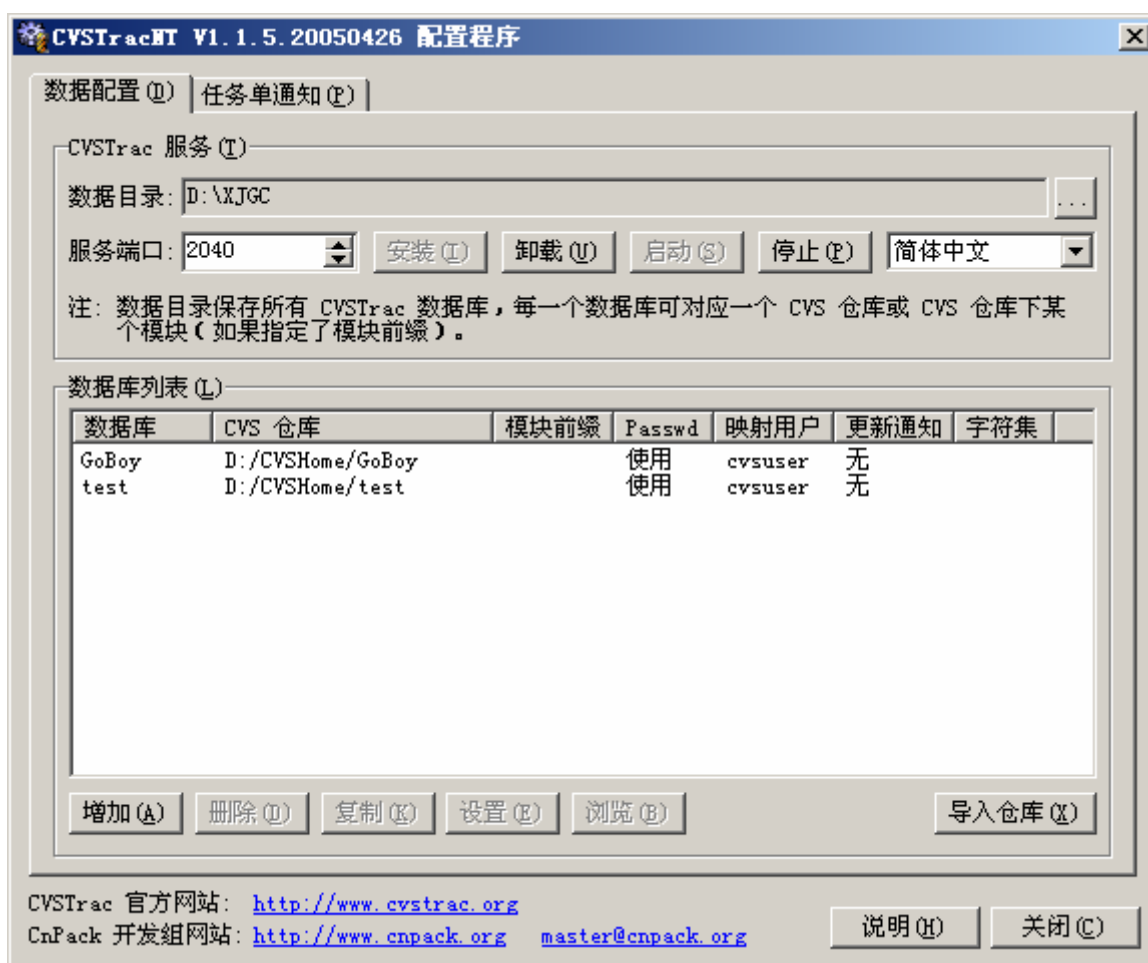 CVSTracNT V1.1.5.20050426 配置程序
数据配置(D) 任务单通知(P)
CVSTrac 服务(T)
数据目录: D:\XJGC ...
服务端口: 2040 安装(I) 卸载(U) 启动(S) 停止(P) 简体中文
注: 数据目录保存所有 CVSTrac 数据库，每一个数据库可对应一个 CVS 仓库或 CVS 仓库下某
个模块(如果指定了模块前缀)。
数据库列表(L)
数据库 CVS 仓库 模块前缀 Passwd 映射用户 更新通知 字符集
GoBoy D:/CVSHome/GoBoy 使用 cvsuser 无
test D:/CVSHome/test 使用 cvsuser 无
增加(A) 删除(D) 复制(K) 设置(E) 浏览(B) 导入仓库(X)
CVSTrac 官方网站: http://www.cvstrac.org
CnPack 开发组网站: http://www.cnpack.org master@cnpack.org
说明(H) 关闭(C)